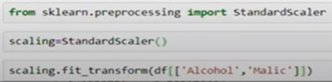 from sklearn.preprocessing import StandardScaler
scaling=StandardScaler()
scaling.fit_transform(df[['Alcohol','Malic']])